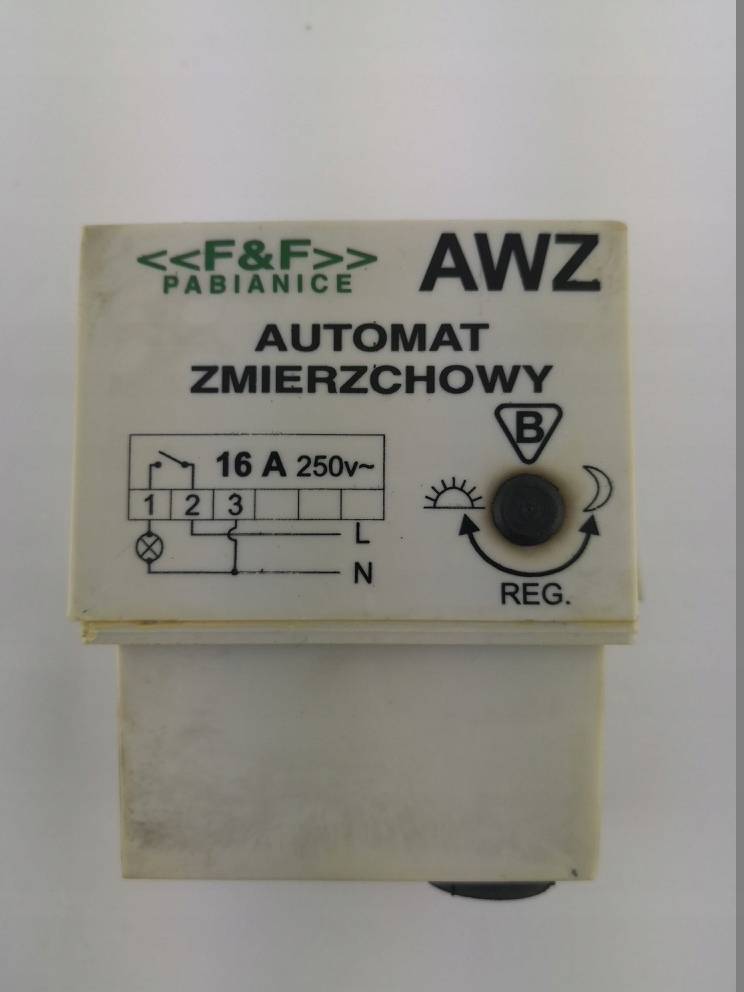 <<F&F>> AWZ
PABIANICE
AUTOMAT
ZMIERZCHOWY
B
16 A 250v~
1 2 3
L
N
REG.